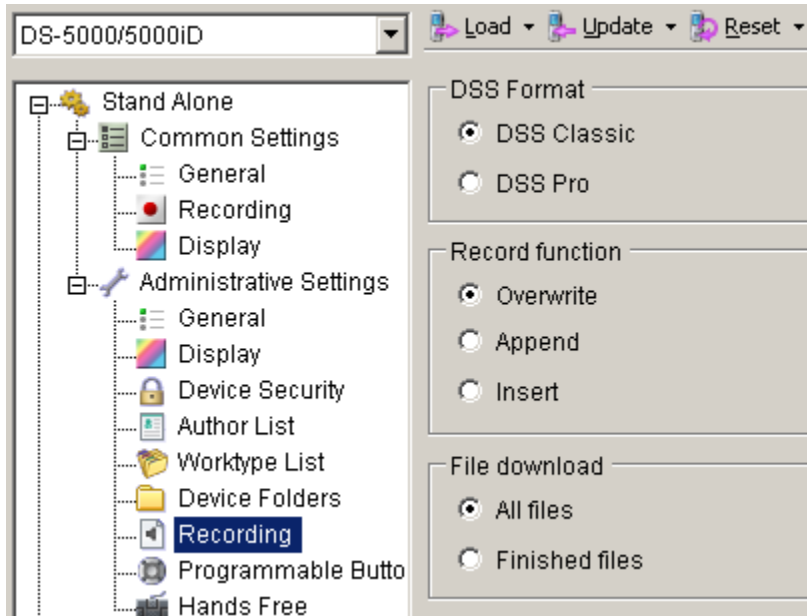 DS-5000/5000iD
Load
Update
Reset
Stand Alone
Common Settings
General
Recording
Display
Administrative Settings
General
Display
Device Security
Author List
Worktype List
Device Folders
Recording
Programmable Butto
Hands Free
DSS Format
DSS Classic
DSS Pro
Record function
Overwrite
Append
Insert
File download
All files
Finished files